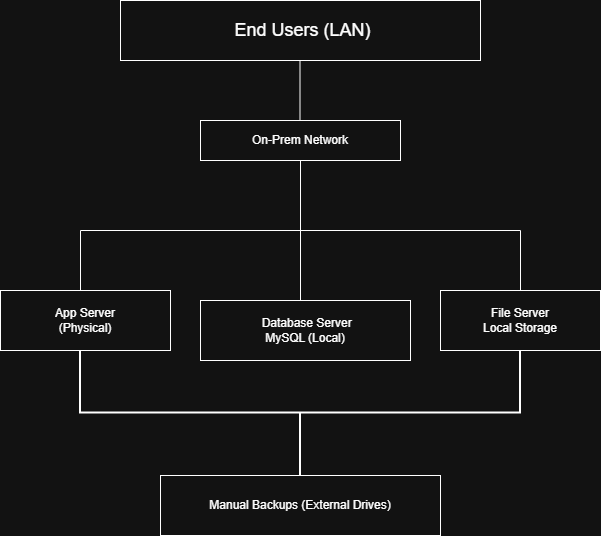 End Users (LAN)
On-Prem Network
App Server
(Physical)
Database Server
MySQL (Local)
File Server
Local Storage
Manual Backups (External Drives)